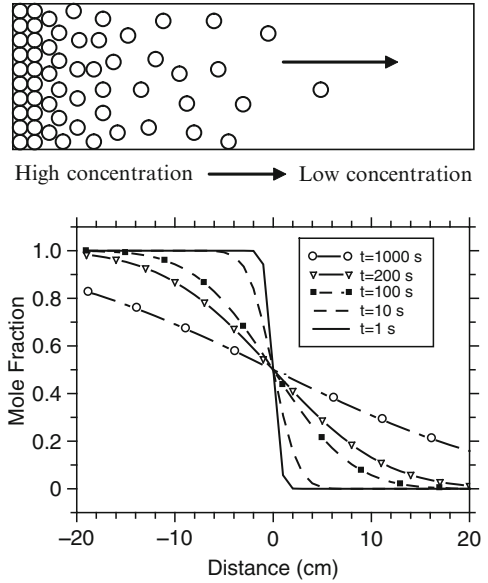 High concentration
Low concentration
t=1000 s
t=200 s
t=100 s
t=10 s
t=1 s
1.0
0.8
0.6
0.4
0.2
0
Mole Fraction
−20
−10
0
10
20
Distance (cm)